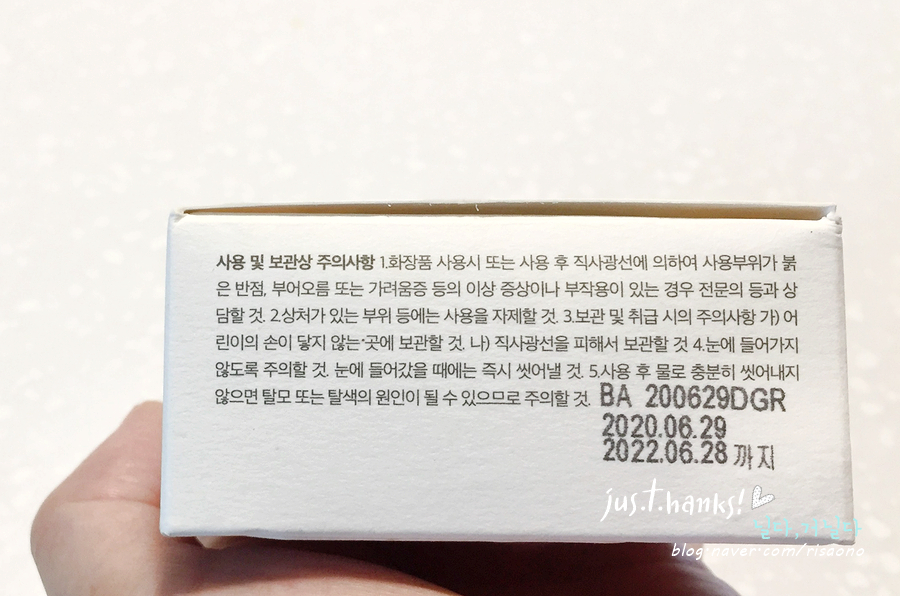 사용 및 보관상 주의사항 1.화장품 사용시 또는 사용 후 직사광선에 의하여 사용부위가 붉
은 반점, 부어오름 또는 가려움증 등의 이상 증상이나 부작용이 있는 경우 전문의 등과 상
담할 것. 2.상처가 있는 부위 등에는 사용을 자제할 것. 3.보관 및 취급 시의 주의사항 가) 어
린이의 손이 닿지 않는 곳에 보관할 것. 나) 직사광선을 피해서 보관할 것 4.눈에 들어가지
않도록 주의할 것. 눈에 들어갔을 때에는 즉시 씻어낼 것. 5.사용 후 물로 충분히 씻어내지
않으면 탈모 또는 탈색의 원인이 될 수 있으므로 주의할 것. BA 200629DGR
2020.06.29
2022.06.28 까지
jus.t.hanks!
blog.naver.com/risaono